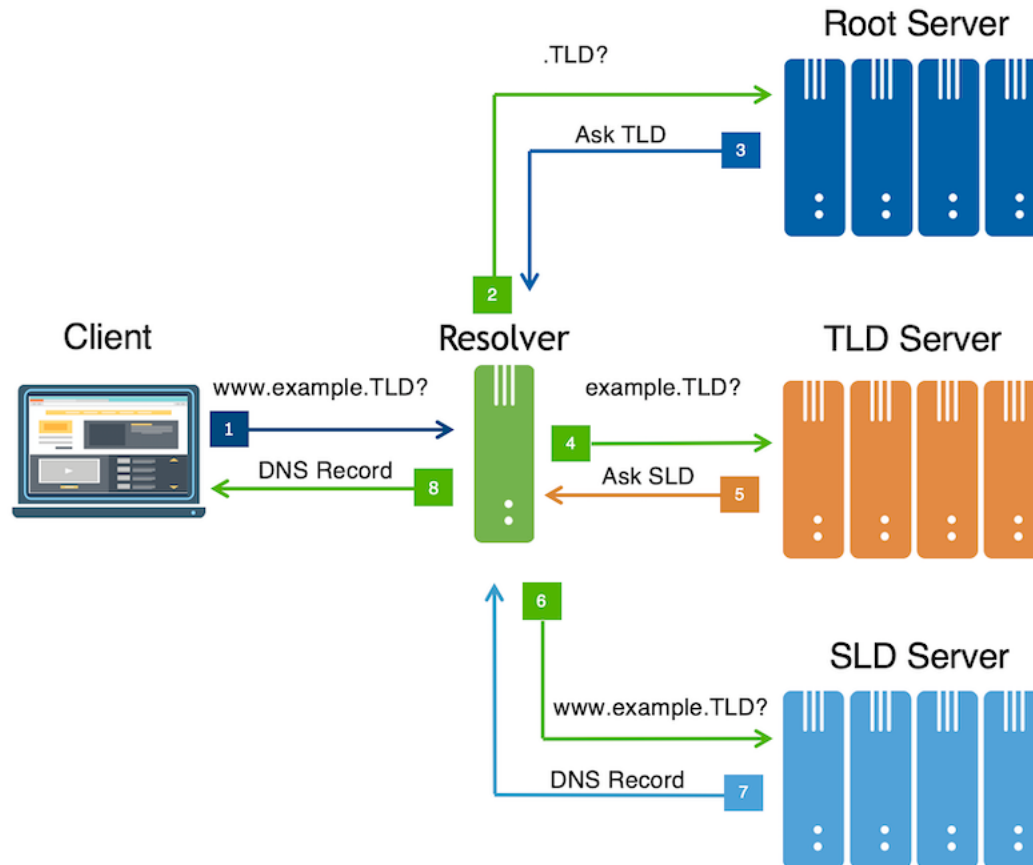 Root Server
.TLD?
Ask TLD
3
2
Client
Resolver
TLD Server
www.example.TLD?
example.TLD?
1
4
DNS Record
8
Ask SLD
5
6
SLD Server
www.example.TLD?
DNS Record
7